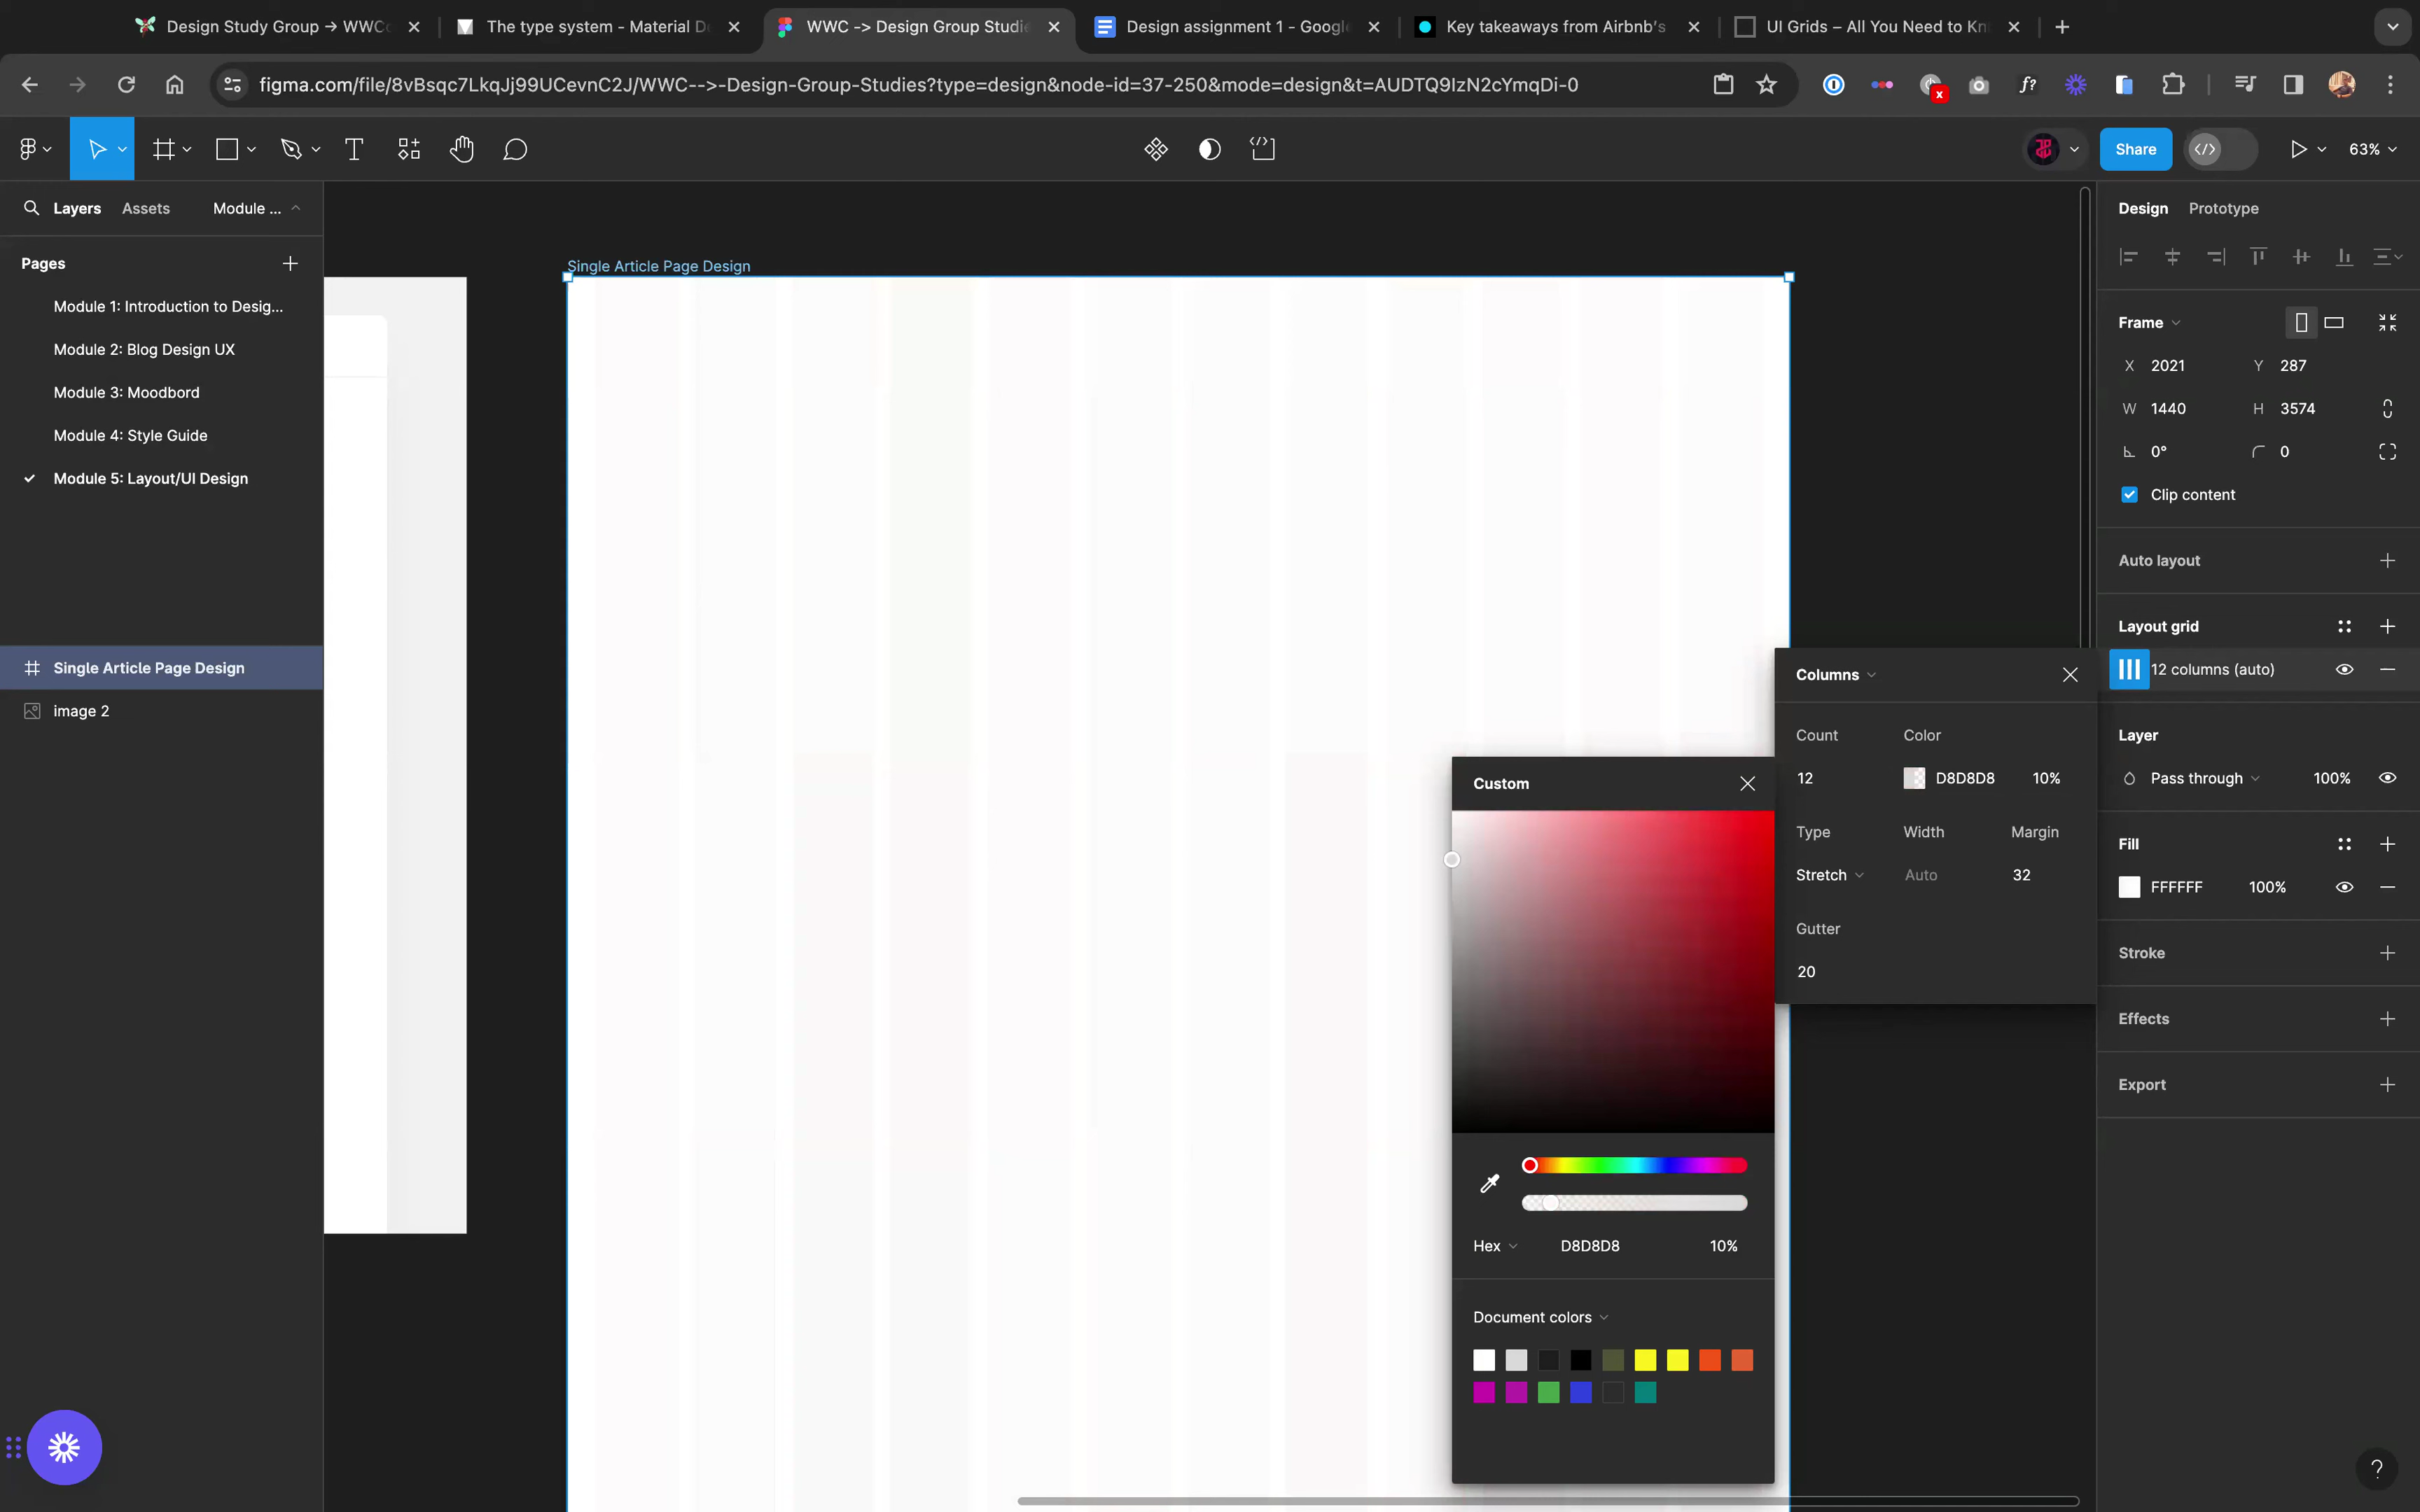 Design Study Group → WWC
The type system - Material D
WWC -> Design Group Studie
Design assignment 1 - Google
Key takeaways from Airbnb's
UI Grids – All You Need to Kn
figma.com/file/8vBsqc7LkqJj99UCevnC2J/WWC-->-Design-Group-Studies?type=design&node-id=37-250&mode=design&t=AUDTQ9IzN2cYmqDi-0
f?
x
Share
63%
Layers
Assets
Module ...
Pages
Module 1: Introduction to Desig...
Module 2: Blog Design UX
Module 3: Moodbord
Module 4: Style Guide
Module 5: Layout/UI Design
Single Article Page Design
image 2
Single Article Page Design
Custom
Hex
D8D8D8
10%
Document colors
Columns
Count
Color
12
D8D8D8
10%
Type
Width
Margin
Stretch
Auto
32
Gutter
20
Design
Prototype
Frame
X 2021
Y 287
W 1440
H 3574
0°
0
Clip content
Auto layout
Layout grid
12 columns (auto)
Layer
Pass through
100%
Fill
FFFFFF
100%
Stroke
Effects
Export
?